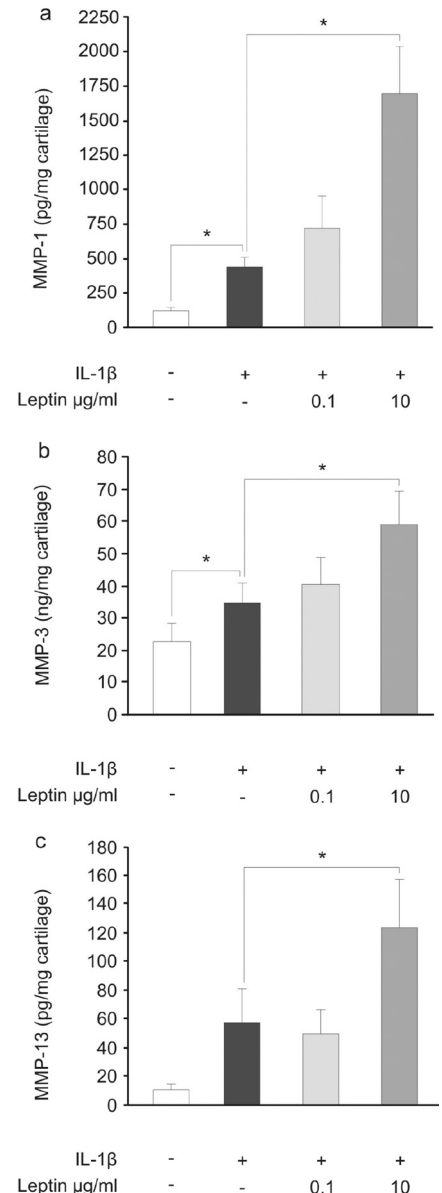 a
MMP-1 (pg/mg cartilage)
2250
2000
1750
1500
1250
1000
750
500
250
0
*
*
IL-1β - + + +
Leptin µg/ml - - 0.1 10
b
MMP-3 (ng/mg cartilage)
80
70
60
50
40
30
20
10
0
*
*
IL-1β - + + +
Leptin µg/ml - - 0.1 10
c
MMP-13 (pg/mg cartilage)
180
160
140
120
100
80
60
40
20
0
*
IL-1β - + + +
Leptin µg/ml - - 0.1 10